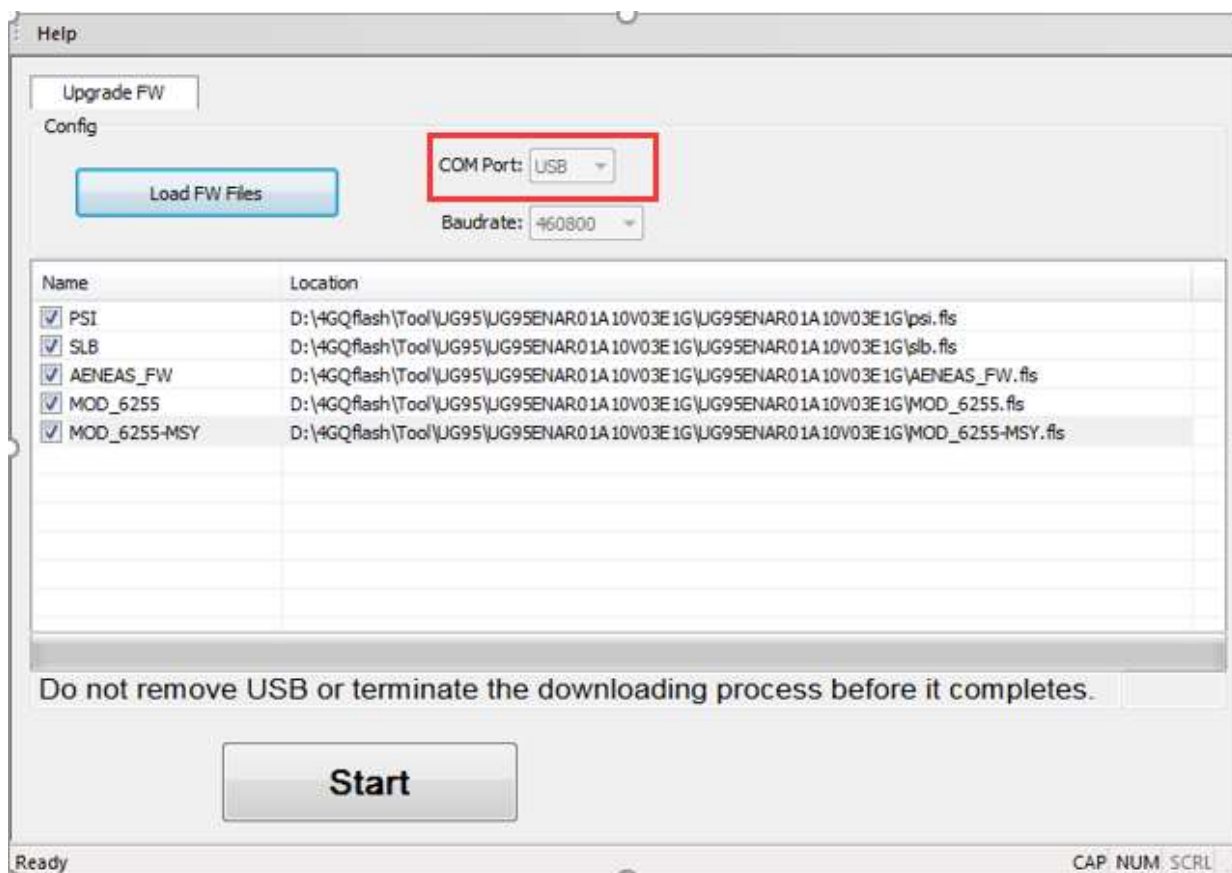 Help
Upgrade FW
Config
Load FW Files
COM Port: USB
Baudrate: 460800
Name Location
PSI D:\4GQflash\Tool\UG95\UG95ENAR01A10V03E1G\UG95ENAR01A10V03E1G\psi.fls
SLB D:\4GQflash\Tool\UG95\UG95ENAR01A10V03E1G\UG95ENAR01A10V03E1G\slb.fls
AENEAS_FW D:\4GQflash\Tool\UG95\UG95ENAR01A10V03E1G\UG95ENAR01A10V03E1G\AENEAS_FW.fls
MOD_6255 D:\4GQflash\Tool\UG95\UG95ENAR01A10V03E1G\UG95ENAR01A10V03E1G\MOD_6255.fls
MOD_6255-MSY D:\4GQflash\Tool\UG95\UG95ENAR01A10V03E1G\UG95ENAR01A10V03E1G\MOD_6255-MSY.fls
Do not remove USB or terminate the downloading process before it completes.
Start
Ready CAP NUM SCRL